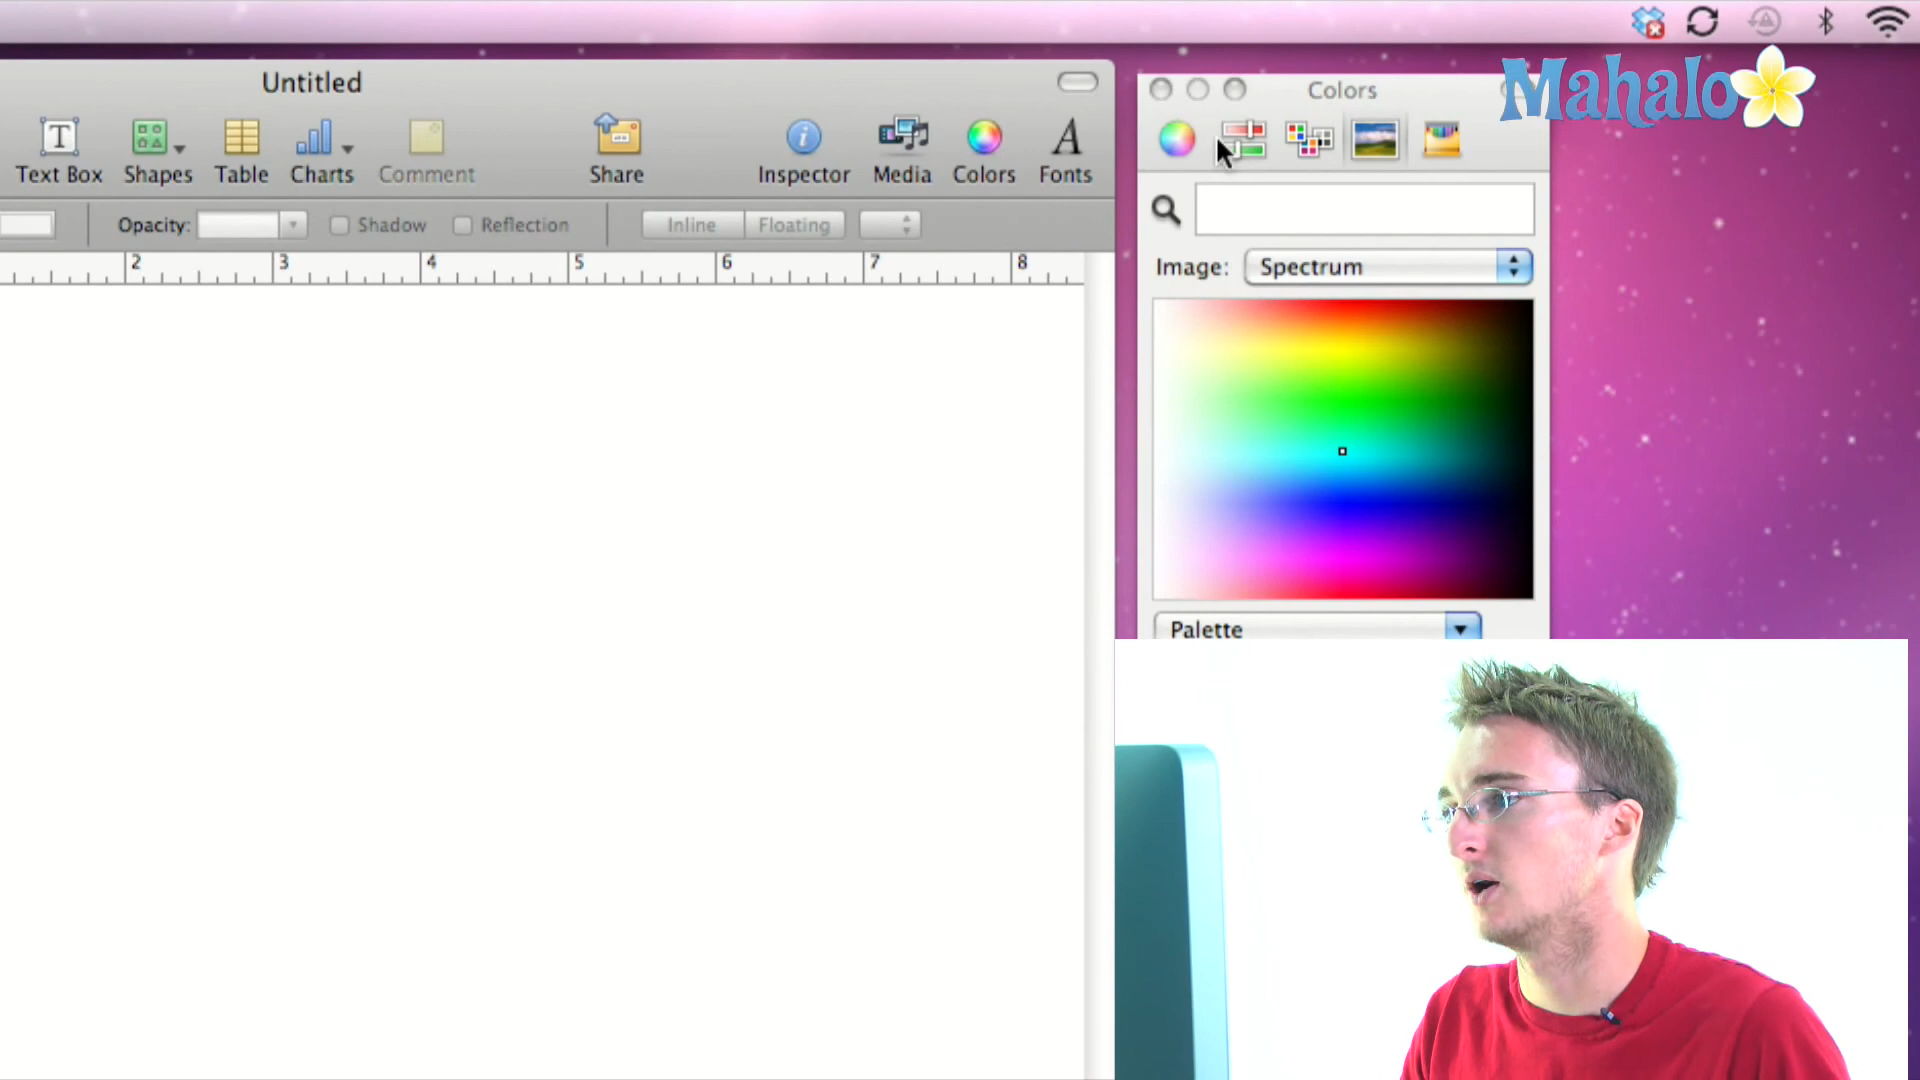 Mahalo
Untitled
Colors
T
i
A
Text Box Shapes Table Charts Comment Share Inspector Media Colors Fonts
Opacity: Shadow Reflection Inline Floating
2 3 4 5 6 7 8
Image: Spectrum
Palette